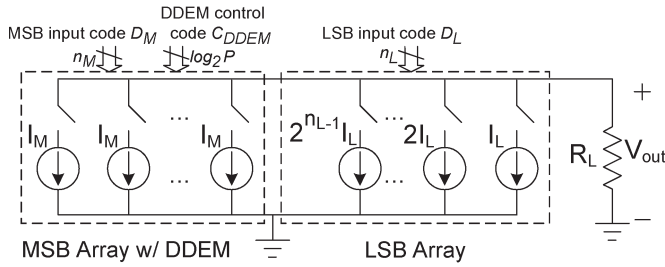 MSB input code D_M
DDEM control
code C_DDEM
LSB input code D_L
n_M
log_2P
n_L
I_M
I_M
...
I_M
2^{n_L-1}I_L
...
2I_L
I_L
...
...
+
R_L
V_out
−
MSB Array w/ DDEM
LSB Array